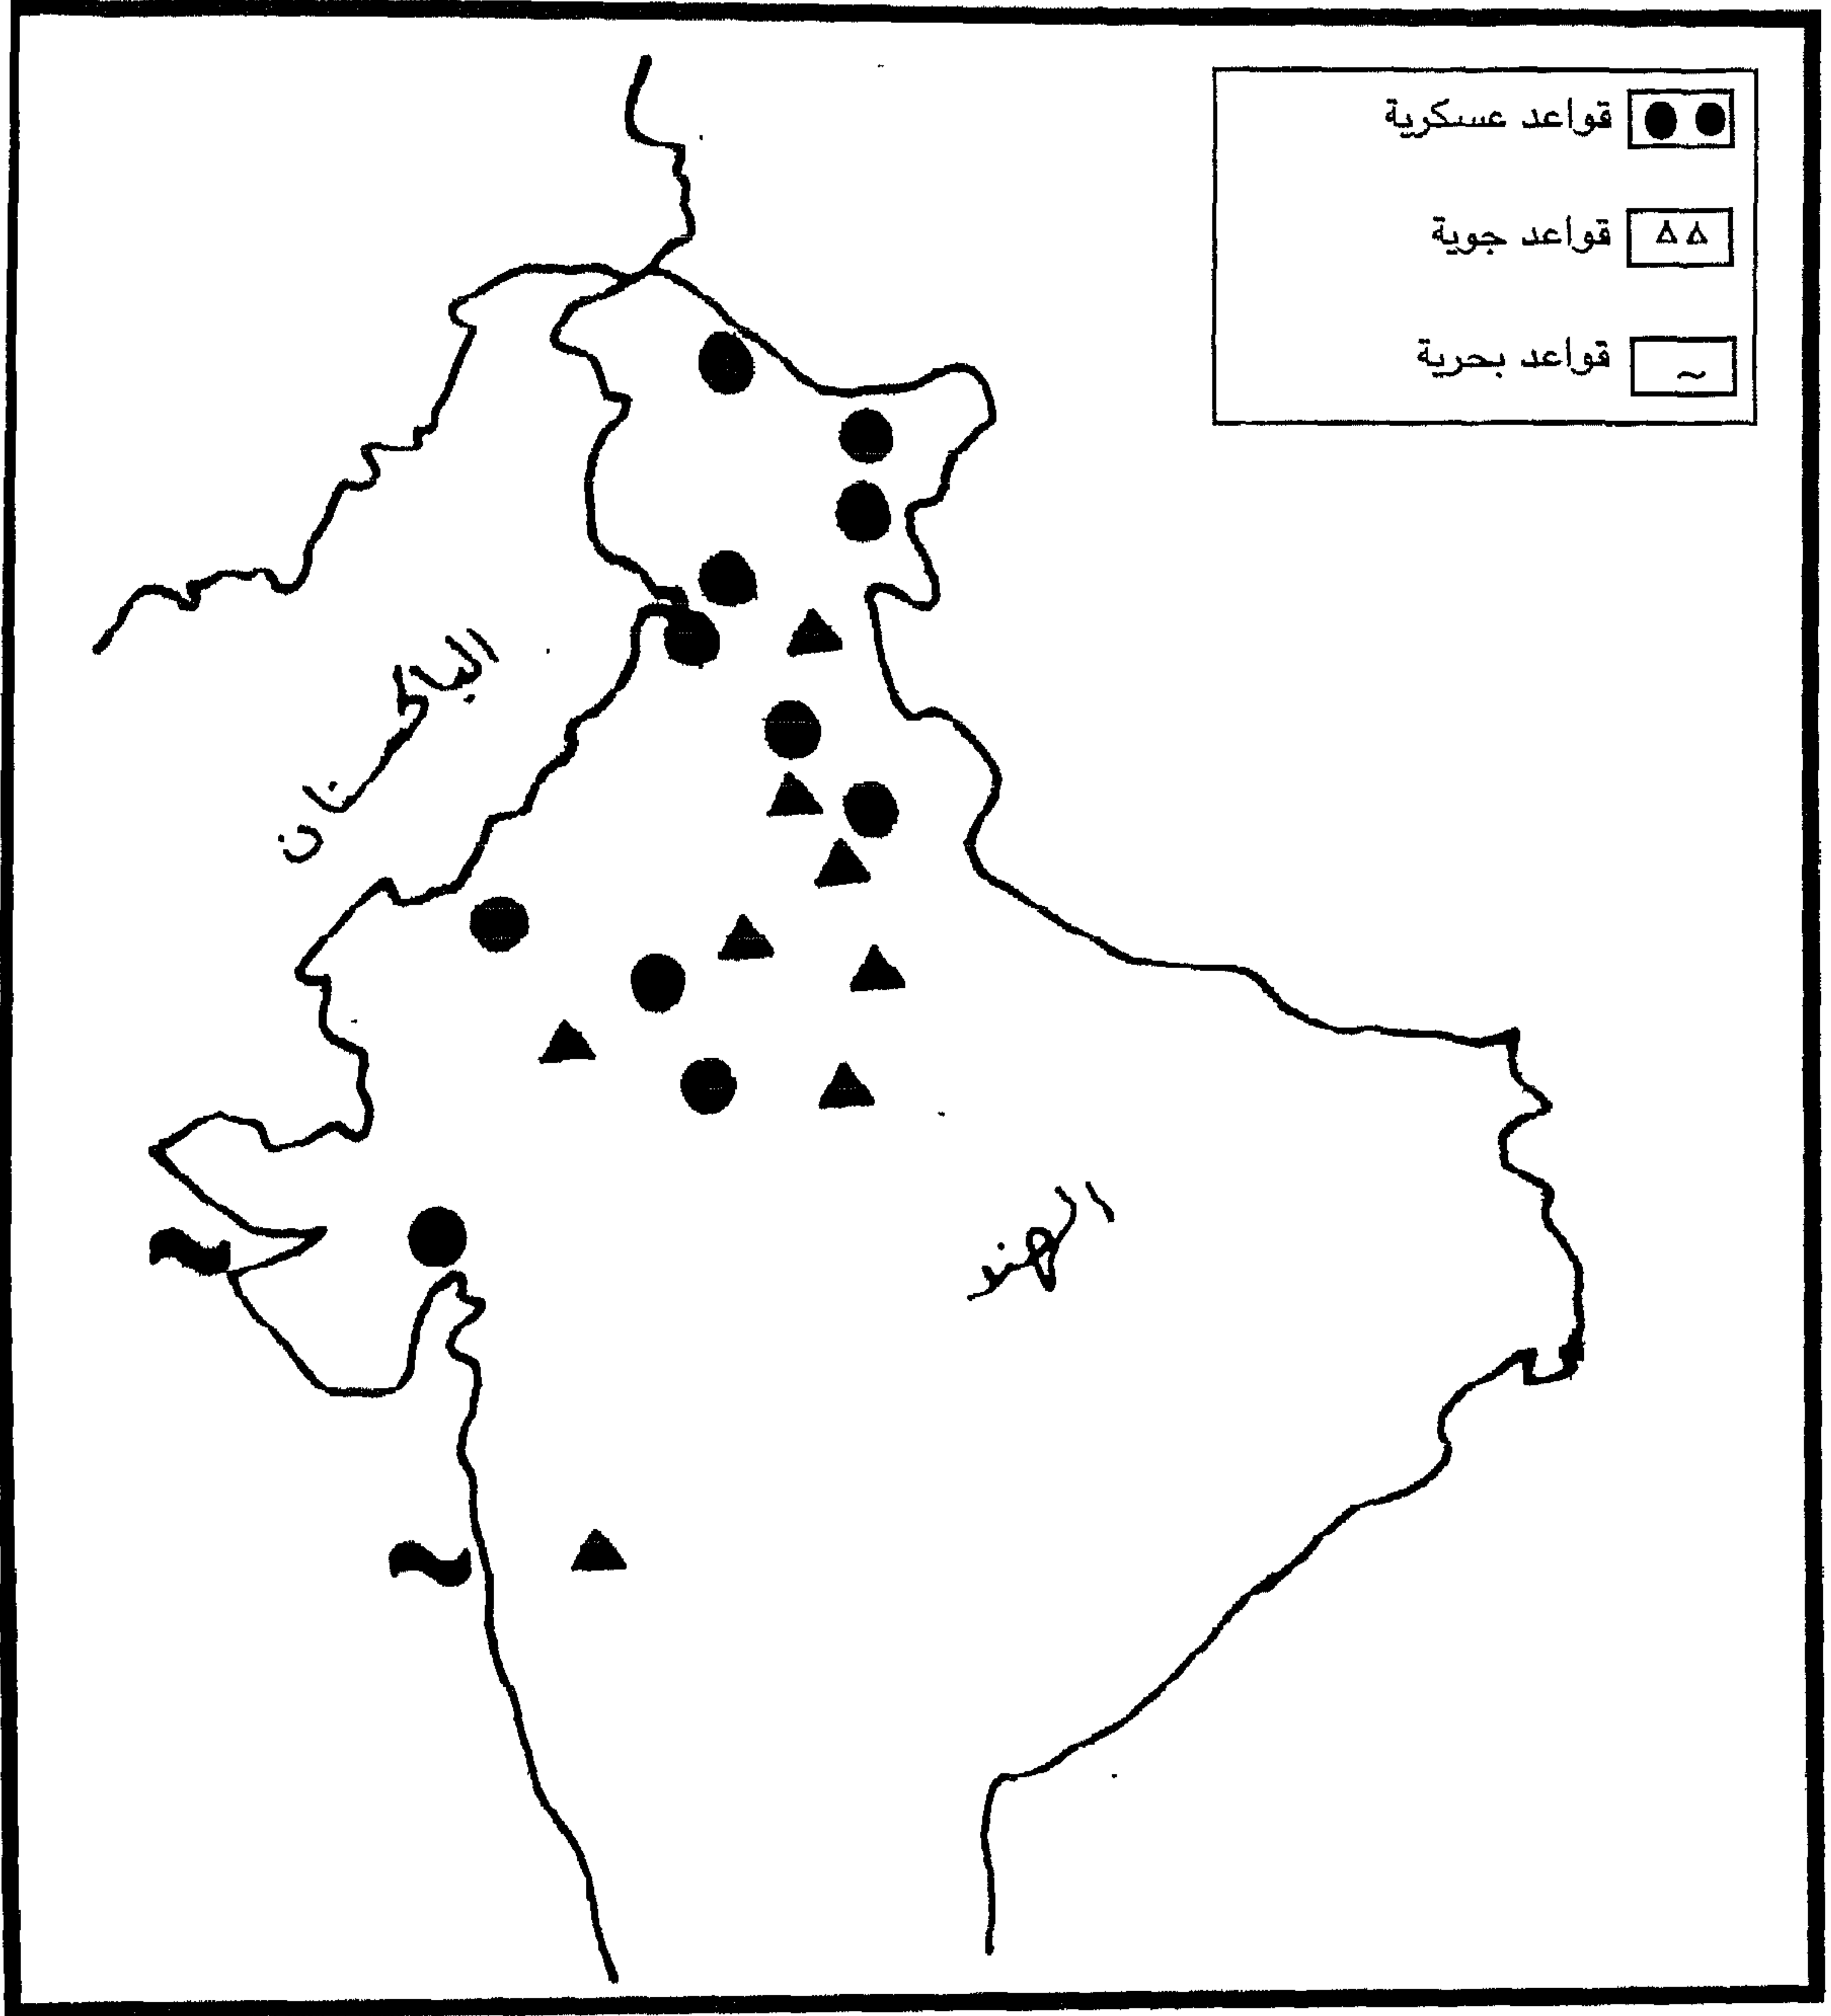 قواعد عسكرية
قواعد جوية
قواعد بحرية
الباكستان
الهند